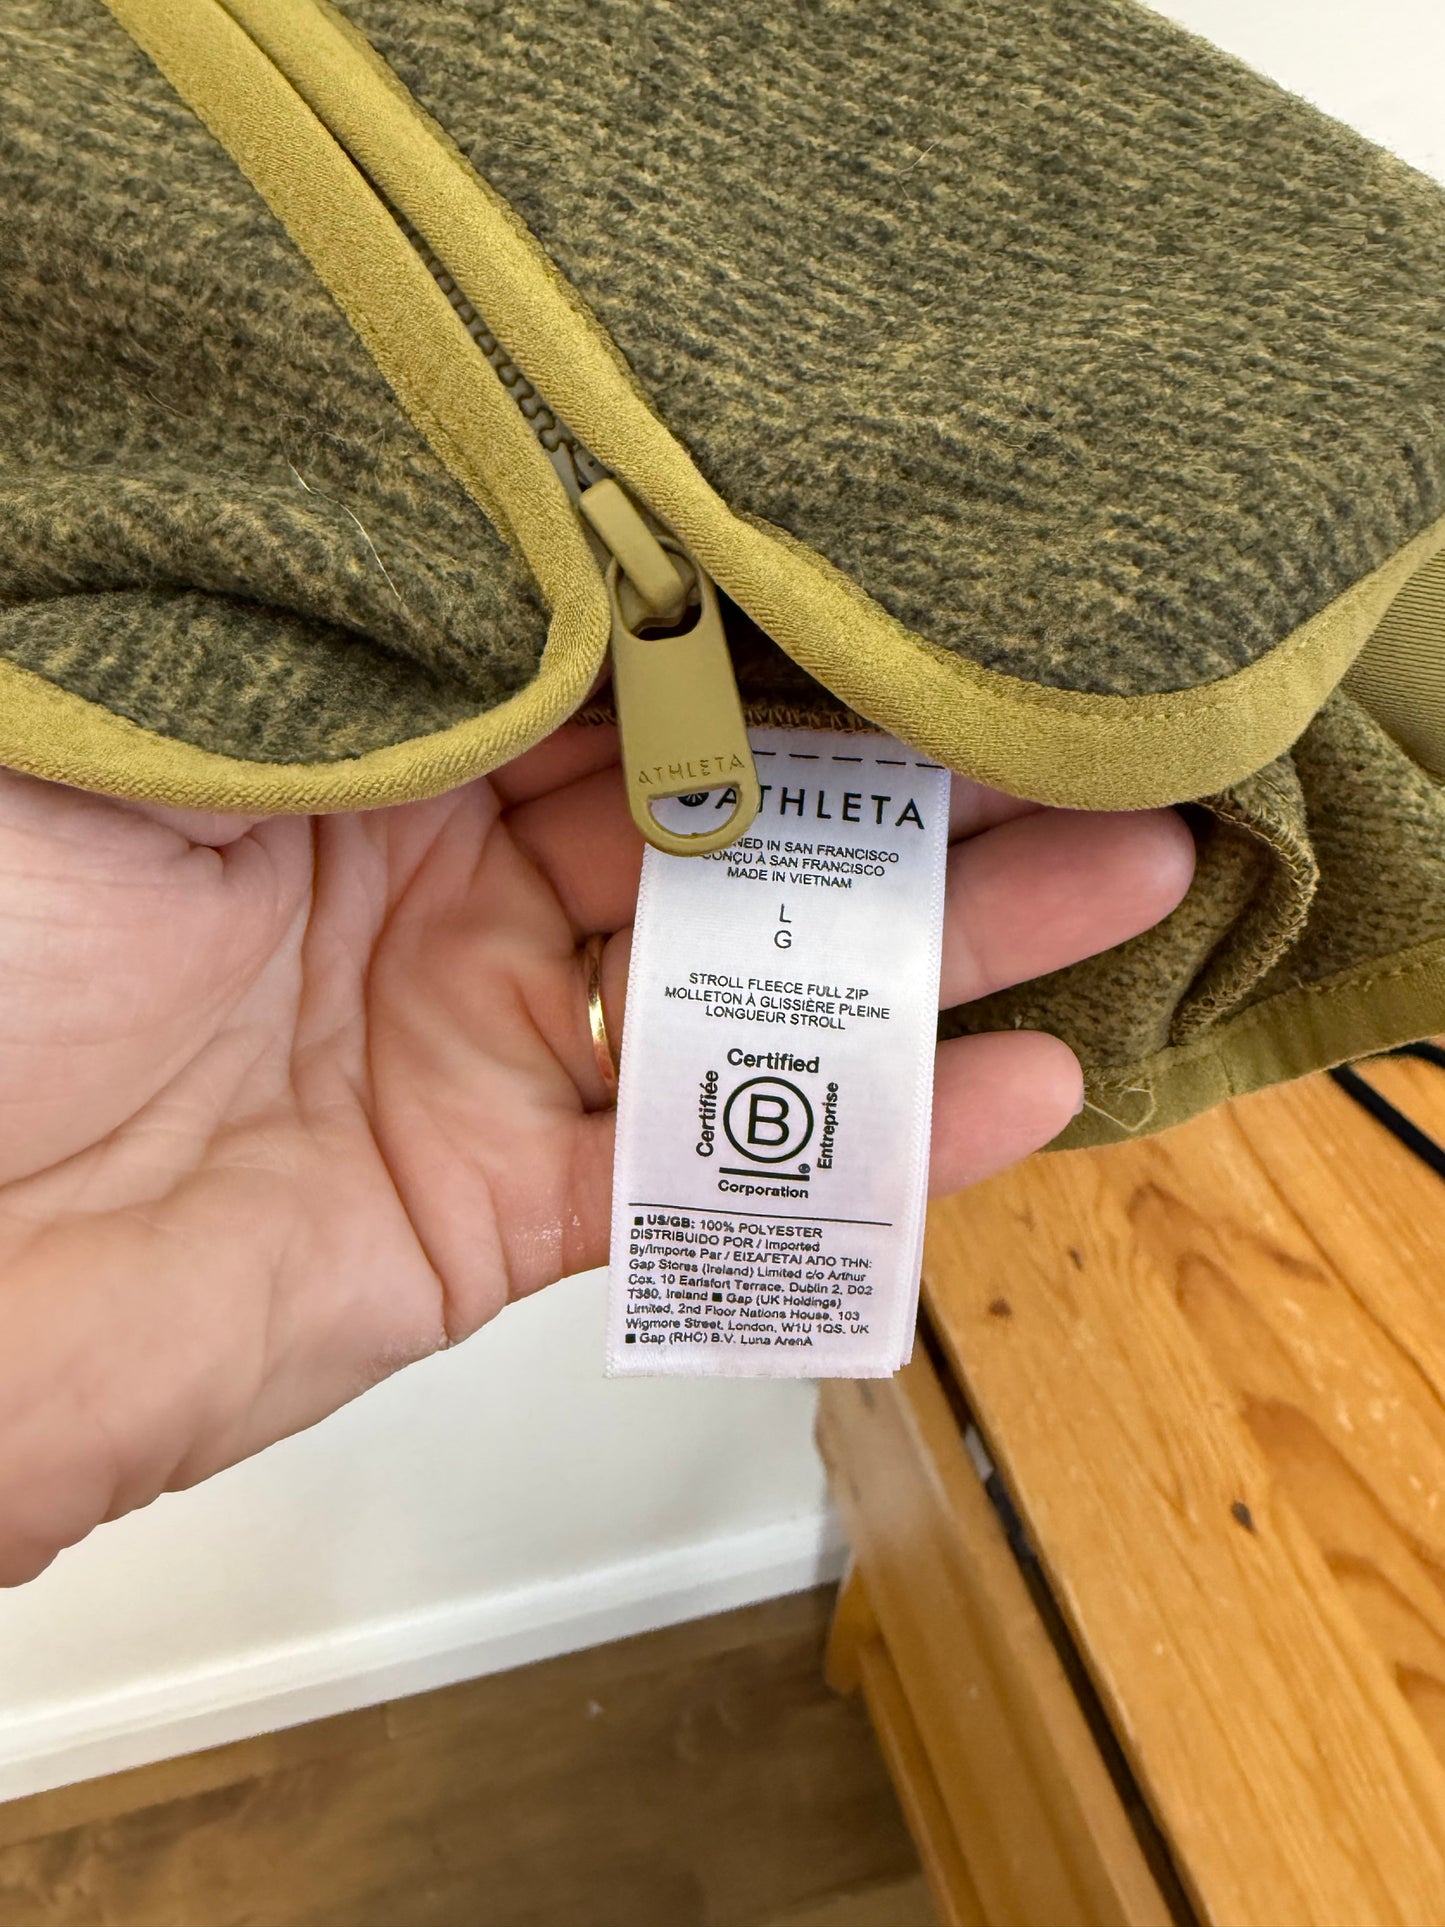 ATHLETA
ATHLETA
IN SAN FRANCISCO
À SAN FRANCISCO
MADE IN VIETNAM
L
G
STROLL FLEECE FULL ZIP
MOLLETON À GLISSIÈRE PLEINE
LONGUEUR STROLL
Certified
Certifiée
B
Entreprise
Corporation
■ US/GB: 100% POLYESTER
DISTRIBUIDO POR / Imported
By/Importe Par / ΕΙΣΑΓΕΤΑΙ ΑΠΟ ΤΗΝ:
Gap Stores (Ireland) Limited c/o Arthur
Cox, 10 Earlsfort Terrace, Dublin 2, D02
T380, Ireland ■ Gap (UK Holdings)
Limited, 2nd Floor Nations House, 103
Wigmore Street, London, W1U 1QS, UK
■ Gap (RHC) B.V. Luna ArenA